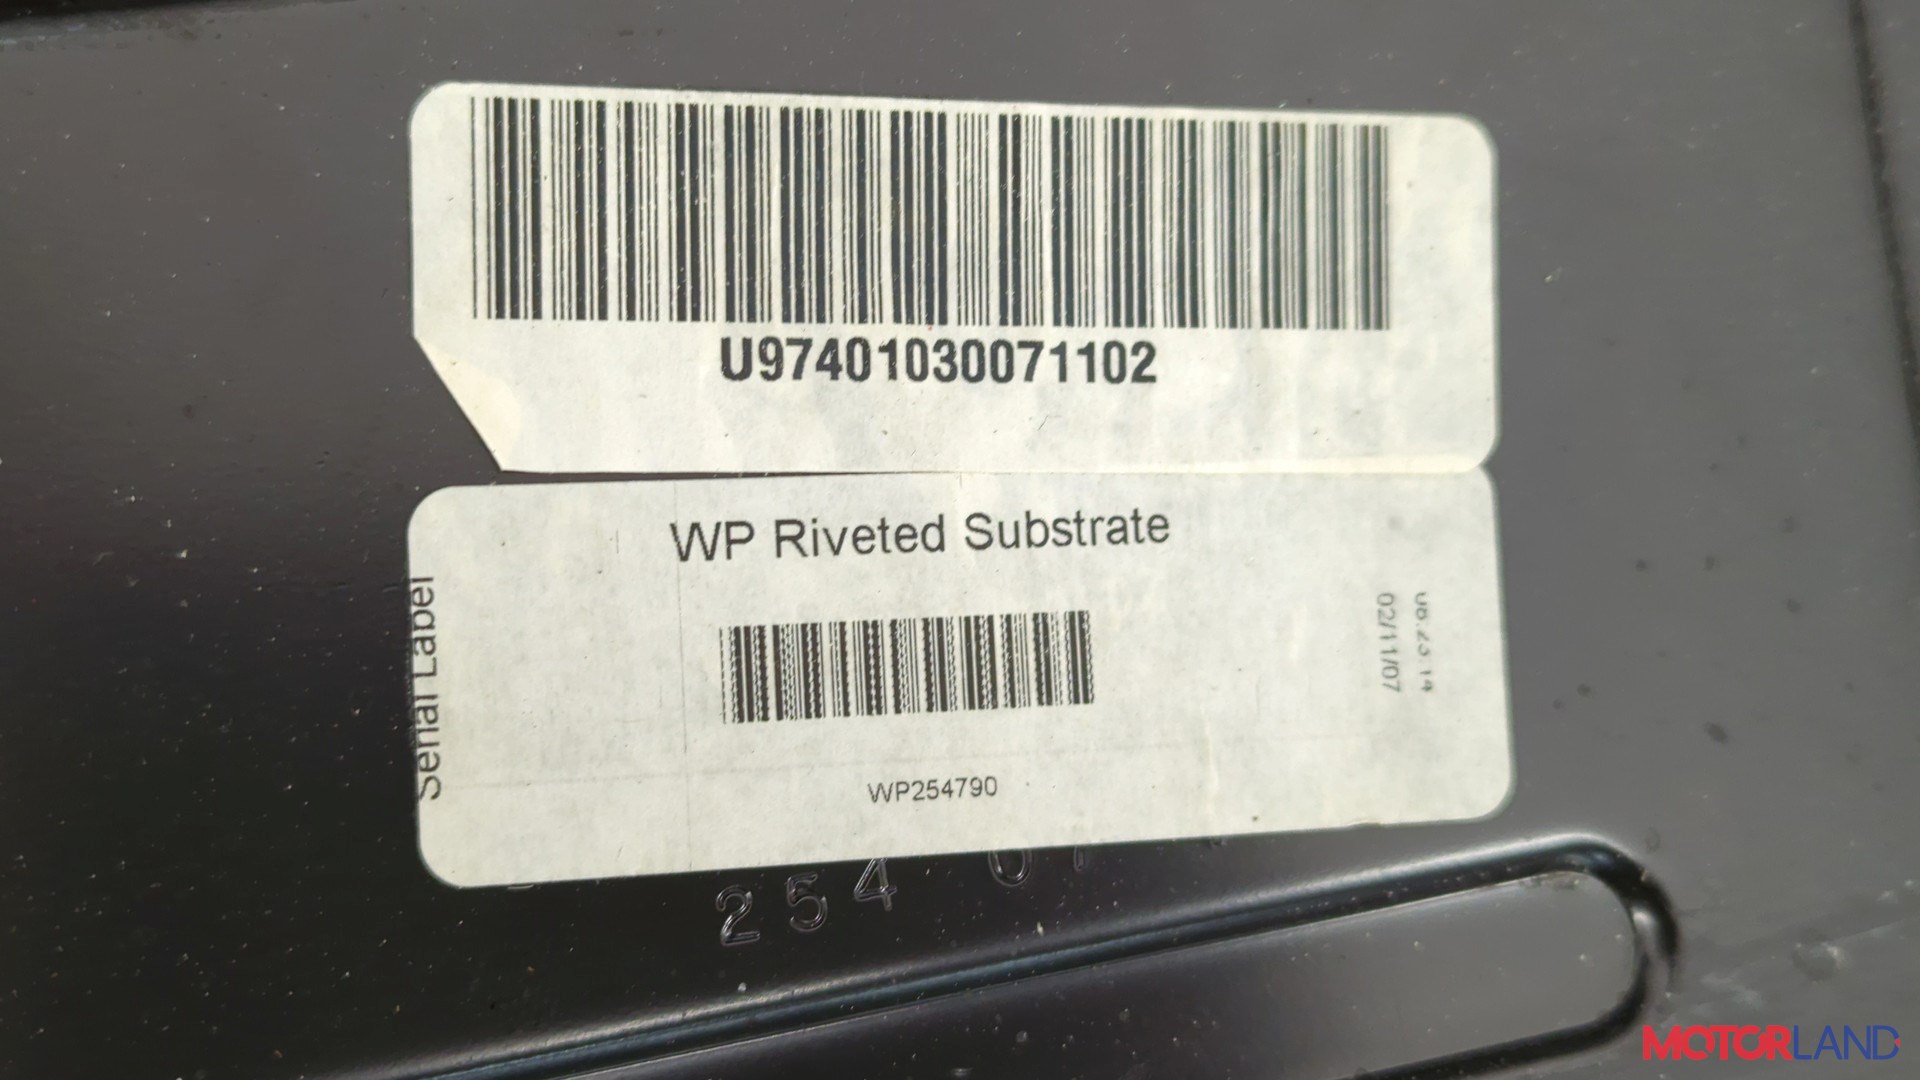 U97401030071102
WP Riveted Substrate
Serial Label
02/11/07
WP254790
254
MOTORLAND